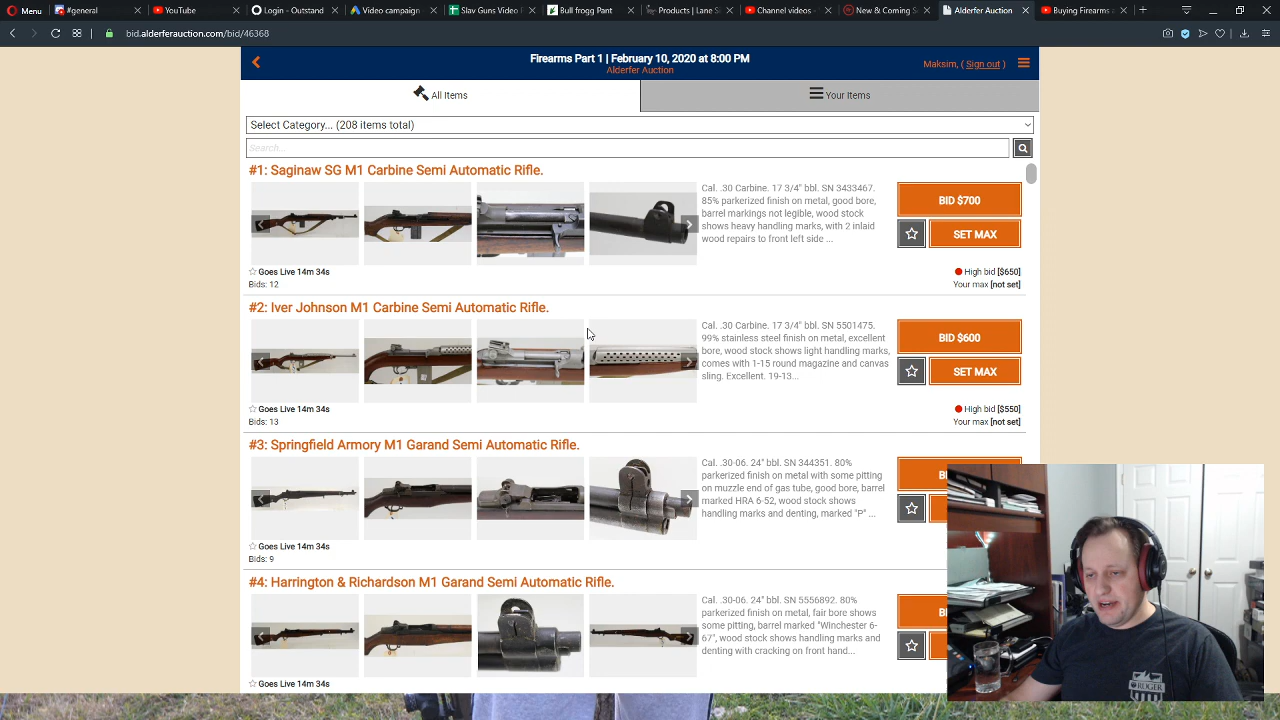 Menu
#general
YouTube
Login - Outstand
Video campaign
Slav Guns Video I
Bull frogg Pant
Products | Lane S
Channel videos -
New & Coming S
Alderfer Auction
Buying Firearms a
bid.alderferauction.com/bid/46368
Firearms Part 1 | February 10, 2020 at 8:00 PM
Alderfer Auction
Maksim, ( Sign out )
All Items
Your Items
Select Category... (208 items total)
Search...
#1: Saginaw SG M1 Carbine Semi Automatic Rifle.
Cal. .30 Carbine. 17 3/4" bbl. SN 3433467.
85% parkerized finish on metal, good bore,
barrel markings not legible, wood stock
shows heavy handling marks, with 2 inlaid
wood repairs to front left side ...
BID $700
SET MAX
Goes Live 14m 34s
Bids: 12
High bid [$650]
Your max [not set]
#2: Iver Johnson M1 Carbine Semi Automatic Rifle.
Cal. .30 Carbine. 17 3/4" bbl. SN 5501475.
99% stainless steel finish on metal, excellent
bore, wood stock shows light handling marks,
comes with 1-15 round magazine and canvas
sling. Excellent. 19-13...
BID $600
SET MAX
Goes Live 14m 34s
Bids: 13
High bid [$550]
Your max [not set]
#3: Springfield Armory M1 Garand Semi Automatic Rifle.
Cal. .30-06. 24" bbl. SN 344351. 80%
parkerized finish on metal with some pitting
on muzzle end of gas tube, good bore, barrel
marked HRA 6-52, wood stock shows
handling marks and denting, marked "P" ...
BI
Goes Live 14m 34s
Bids: 9
#4: Harrington & Richardson M1 Garand Semi Automatic Rifle.
Cal. .30-06. 24" bbl. SN 5556892. 80%
parkerized finish on metal, fair bore shows
some pitting, barrel marked "Winchester 6-
67", wood stock shows handling marks and
denting with cracking on front hand...
BI
Goes Live 14m 34s
RUGER